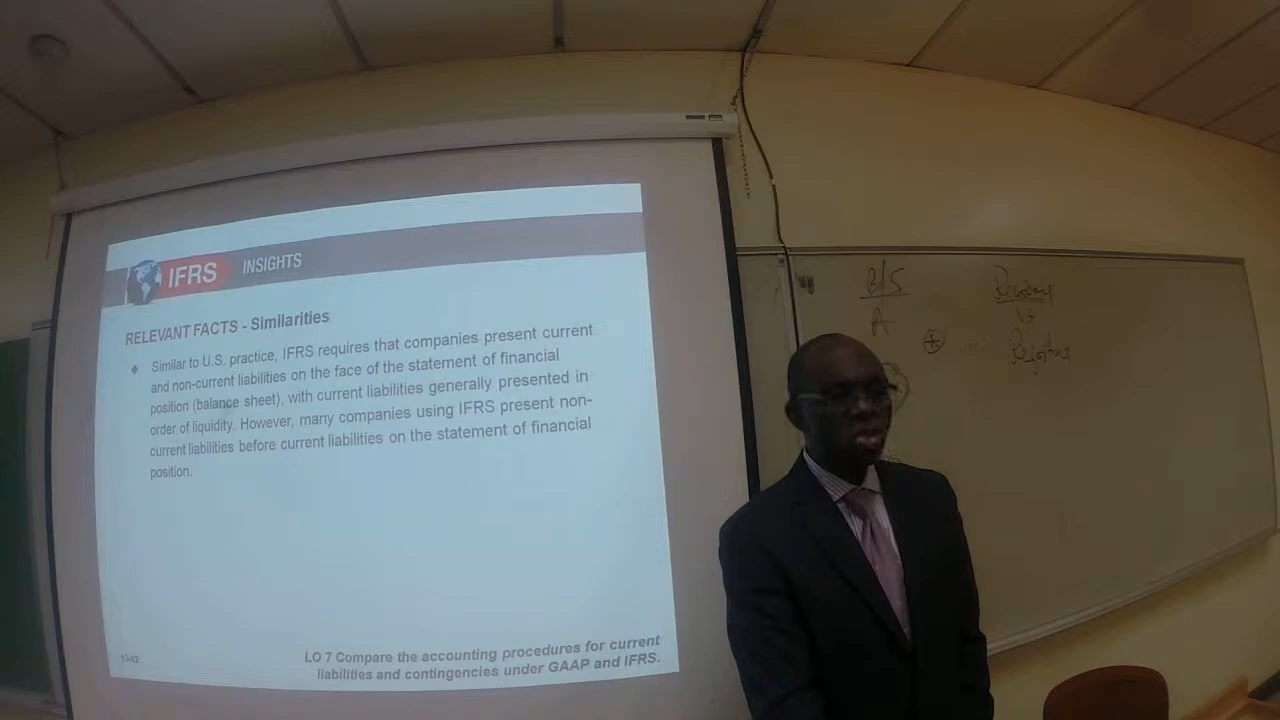 IFRS INSIGHTS
RELEVANT FACTS - Similarities
Similar to U.S. practice, IFRS requires that companies present current
and non-current liabilities on the face of the statement of financial
position (balance sheet), with current liabilities generally presented in
order of liquidity. However, many companies using IFRS present non-
current liabilities before current liabilities on the statement of financial
position.
LO 7 Compare the accounting procedures for current
liabilities and contingencies under GAAP and IFRS.
B/S
A
Vs
Reporting